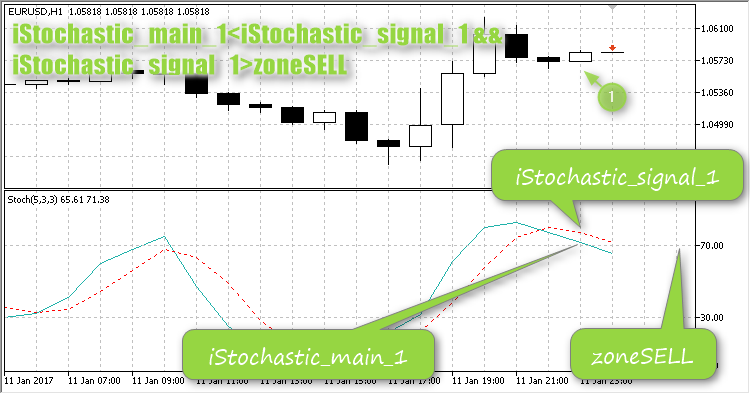 EURUSD,H1 1.05818 1.05818 1.05818 1.05818
iStochastic_main_1<iStochastic_signal_1 &&
iStochastic_signal_1>zoneSELL
1.06100
1.05730
1.05360
1.04990
1
iStochastic_signal_1
Stoch(5,3,3) 65.61 71.38
70.00
30.00
iStochastic_main_1
zoneSELL
11 Jan 2017
11 Jan 07:00
11 Jan 09:00
11 Jan 11:00
11 Jan 13:00
11 Jan 15:00
11 Jan 17:00
11 Jan 19:00
11 Jan 21:00
11 Jan 23:00